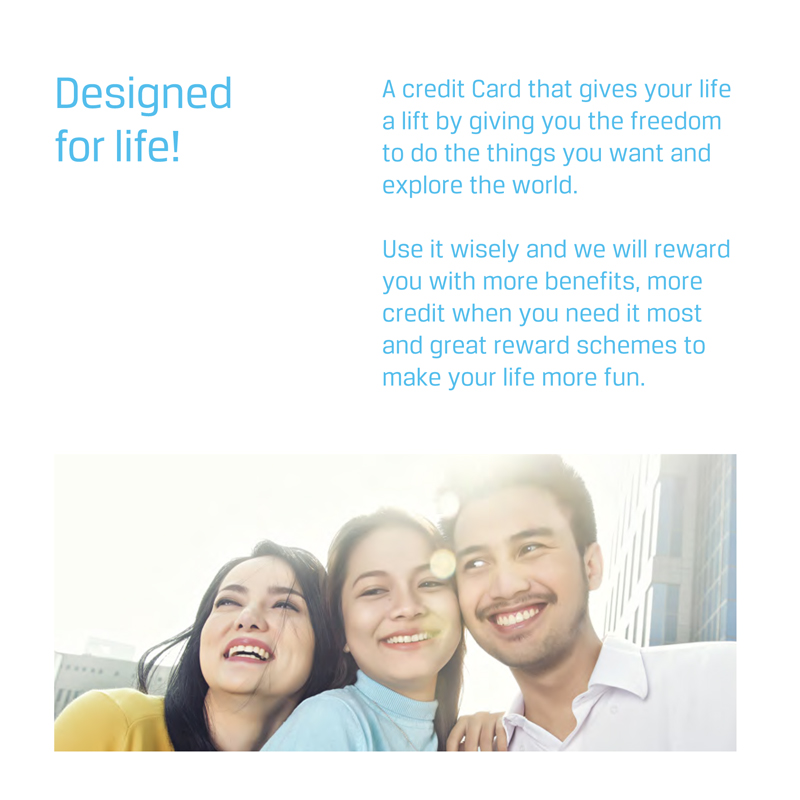 Designed
for life!
A credit Card that gives your life
a lift by giving you the freedom
to do the things you want and
explore the world.
Use it wisely and we will reward
you with more benefits, more
credit when you need it most
and great reward schemes to
make your life more fun.